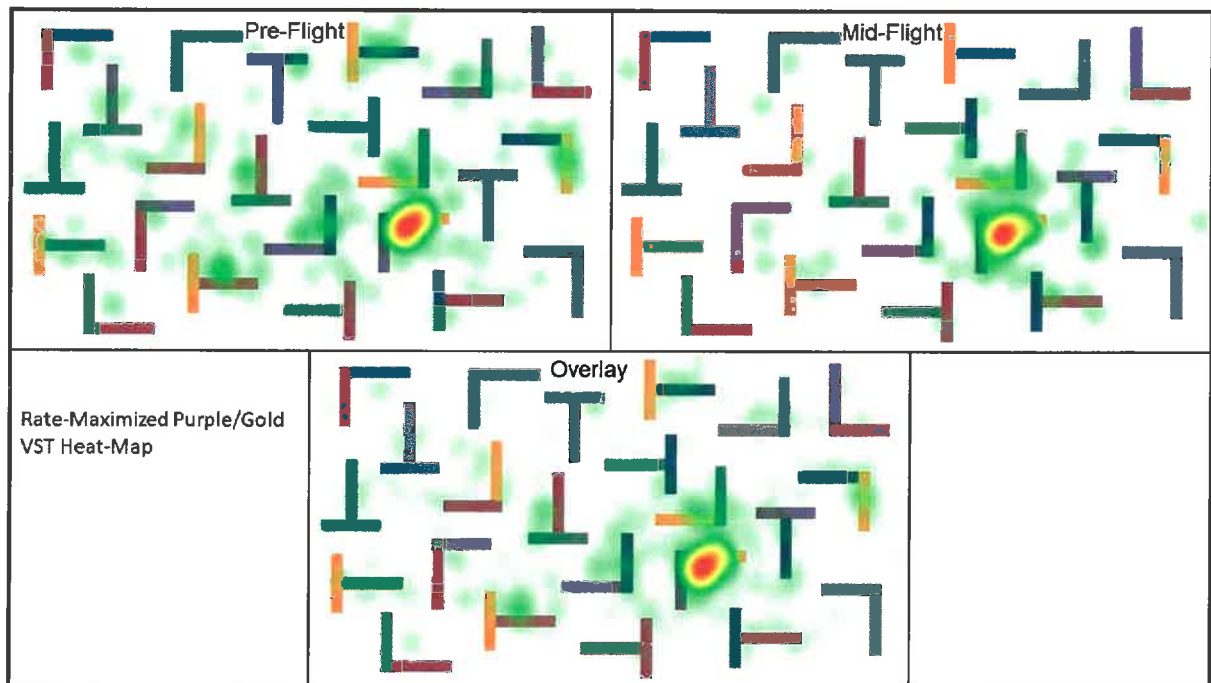 Pre-Flight
Mid-Flight
Overlay
Rate-Maximized Purple/Gold
VST Heat-Map